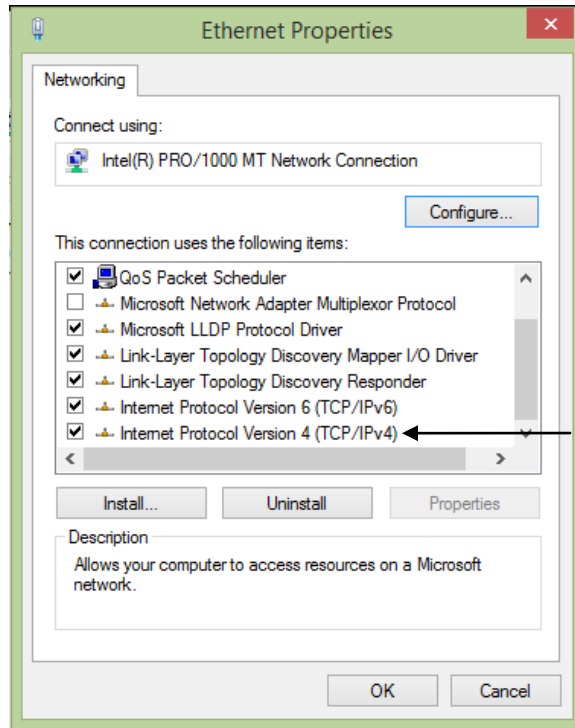 Ethernet Properties
Networking
Connect using:
Intel(R) PRO/1000 MT Network Connection
Configure...
This connection uses the following items:
QoS Packet Scheduler
Microsoft Network Adapter Multiplexor Protocol
Microsoft LLDP Protocol Driver
Link-Layer Topology Discovery Mapper I/O Driver
Link-Layer Topology Discovery Responder
Internet Protocol Version 6 (TCP/IPv6)
Internet Protocol Version 4 (TCP/IPv4)
Install... Uninstall Properties
Description
Allows your computer to access resources on a Microsoft
network.
OK Cancel